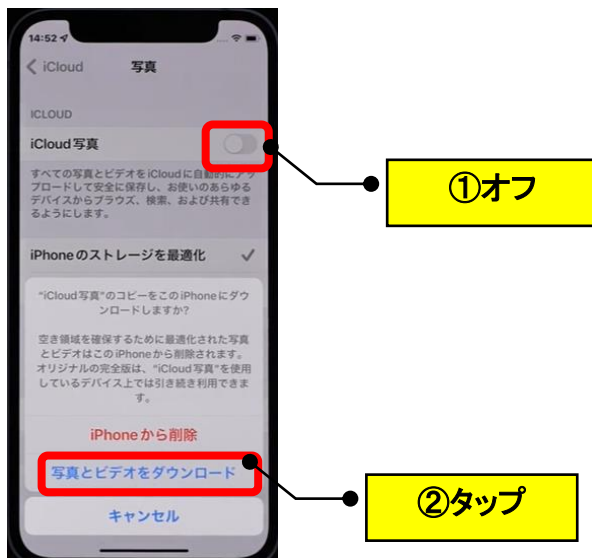 14:52
iCloud
写真
ICLOUD
iCloud写真
すべての写真とビデオをiCloudに自動的にアッ
プロードして安全に保存し、お使いのあらゆる
デバイスからブラウズ、検索、および共有でき
るようにします。
iPhoneのストレージを最適化
"iCloud写真"のコピーをこのiPhoneにダウ
ンロードしますか?
空き領域を確保するために最適化された写真
とビデオはこのiPhoneから削除されます。
オリジナルの完全版は、"iCloud写真"を使用
しているデバイス上では引き続き利用できま
す。
iPhoneから削除
写真とビデオをダウンロード
キャンセル
①オフ
②タップ